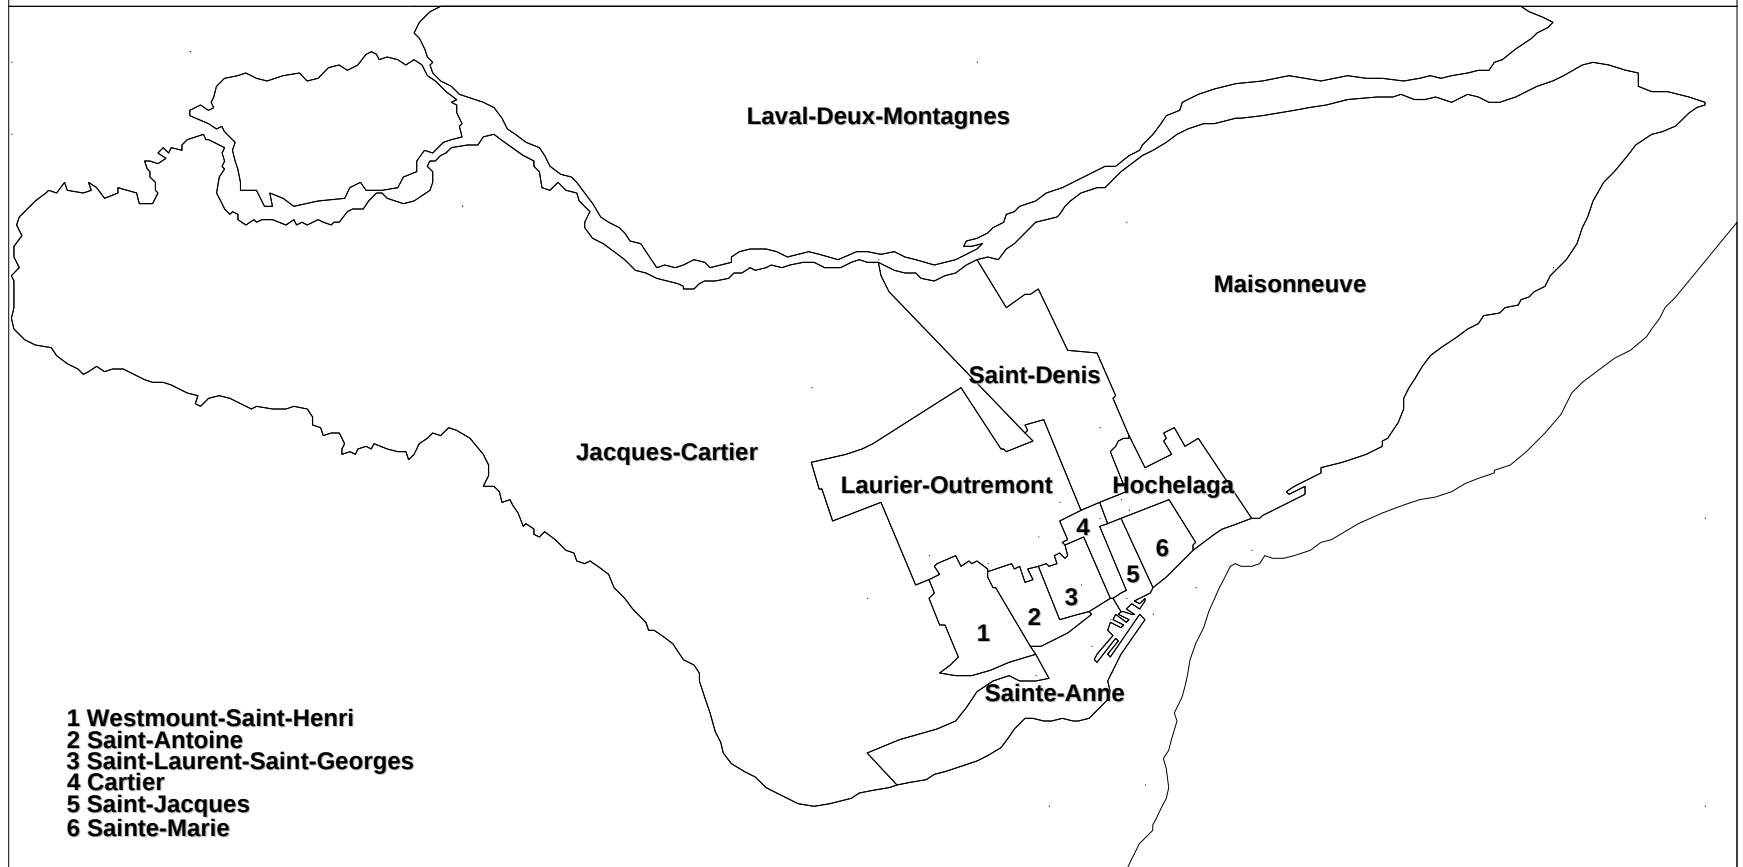 Laval-Deux-Montagnes
Maisonneuve
Saint-Denis
Jacques-Cartier
Laurier-Outremont
Hochelaga
4
6
5
3
2
1
Sainte-Anne
1 Westmount-Saint-Henri
2 Saint-Antoine
3 Saint-Laurent-Saint-Georges
4 Cartier
5 Saint-Jacques
6 Sainte-Marie